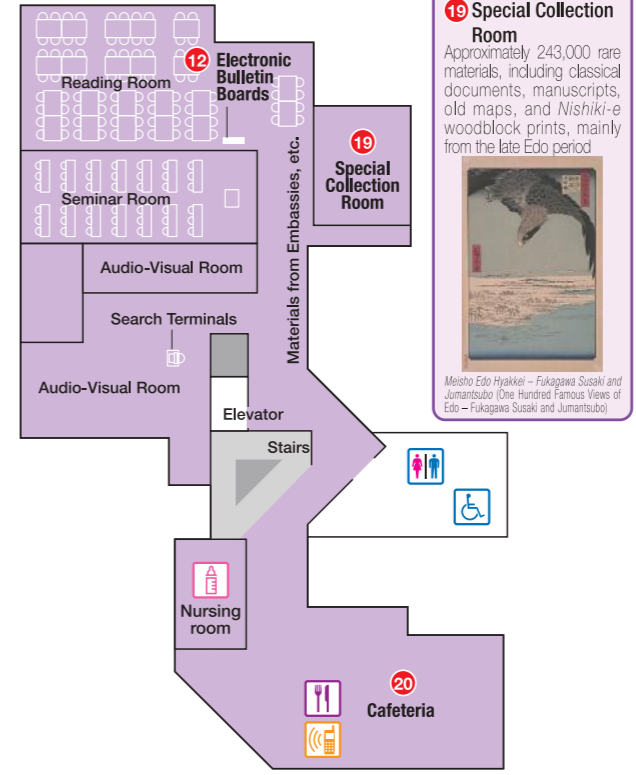 Reading Room
12 Electronic
Bulletin
Boards
Seminar Room
Audio-Visual Room
Search Terminals
Audio-Visual Room
Materials from Embassies, etc.
19
Special
Collection
Room
Elevator
Stairs
Nursing
room
20
Cafeteria
19 Special Collection
Room
Approximately 243,000 rare
materials, including classical
documents, manuscripts,
old maps, and Nishiki-e
woodblock prints, mainly
from the late Edo period
Meisho Edo Hyakkei – Fukagawa Susaki and
Jumantsubo (One Hundred Famous Views of
Edo – Fukagawa Susaki and Jumantsubo)